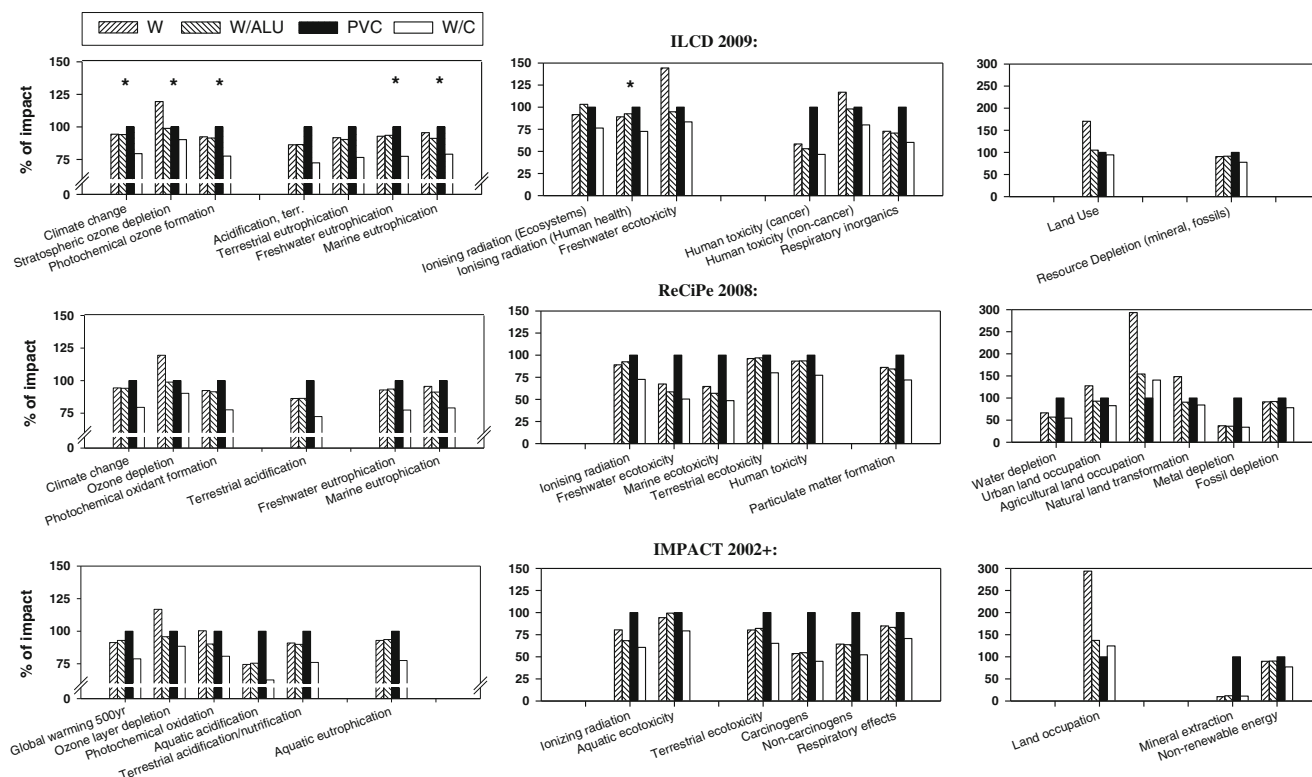 W W/ALU PVC W/C
ILCD 2009:
% of impact
150
125
100
75
0
* * * * *
Climate change
Stratospheric ozone depletion
Photochemical ozone formation
Acidification, terr.
Terrestrial eutrophication
Freshwater eutrophication
Marine eutrophication
150
125
100
75
50
25
0
*
Ionising radiation (Ecosystems)
Ionising radiation (Human health)
Freshwater ecotoxicity
Human toxicity (cancer)
Human toxicity (non-cancer)
Respiratory inorganics
300
250
200
150
100
50
0
Land Use
Resource Depletion (mineral, fossils)
ReCiPe 2008:
% of impact
150
125
100
75
0
Climate change
Ozone depletion
Photochemical oxidant formation
Terrestrial acidification
Freshwater eutrophication
Marine eutrophication
150
125
100
75
50
25
0
Ionising radiation
Freshwater ecotoxicity
Marine ecotoxicity
Terrestrial ecotoxicity
Human toxicity
Particulate matter formation
300
250
200
150
100
50
0
Water depletion
Urban land occupation
Agricultural land occupation
Natural land transformation
Metal depletion
Fossil depletion
IMPACT 2002+:
% of impact
150
125
100
75
0
Global warming 500yr
Ozone layer depletion
Photochemical oxidation
Aquatic acidification
Terrestrial acidification/nutrification
Aquatic eutrophication
150
125
100
75
50
25
0
Ionizing radiation
Aquatic ecotoxicity
Terrestrial ecotoxicity
Carcinogens
Non-carcinogens
Respiratory effects
300
250
200
150
100
50
0
Land occupation
Mineral extraction
Non-renewable energy